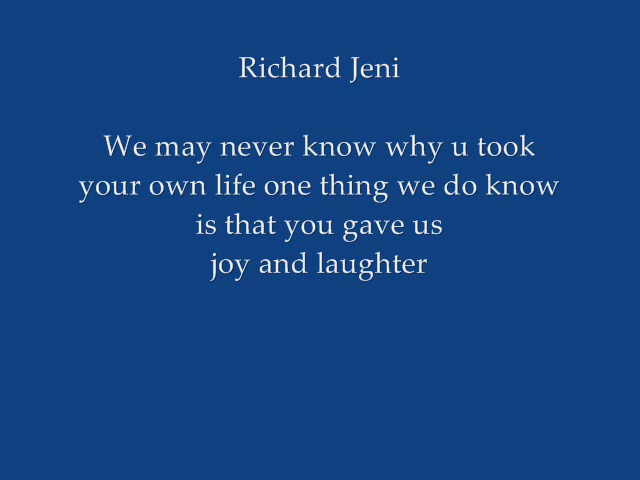 Richard Jeni
We may never know why u took
your own life one thing we do know
is that you gave us
joy and laughter